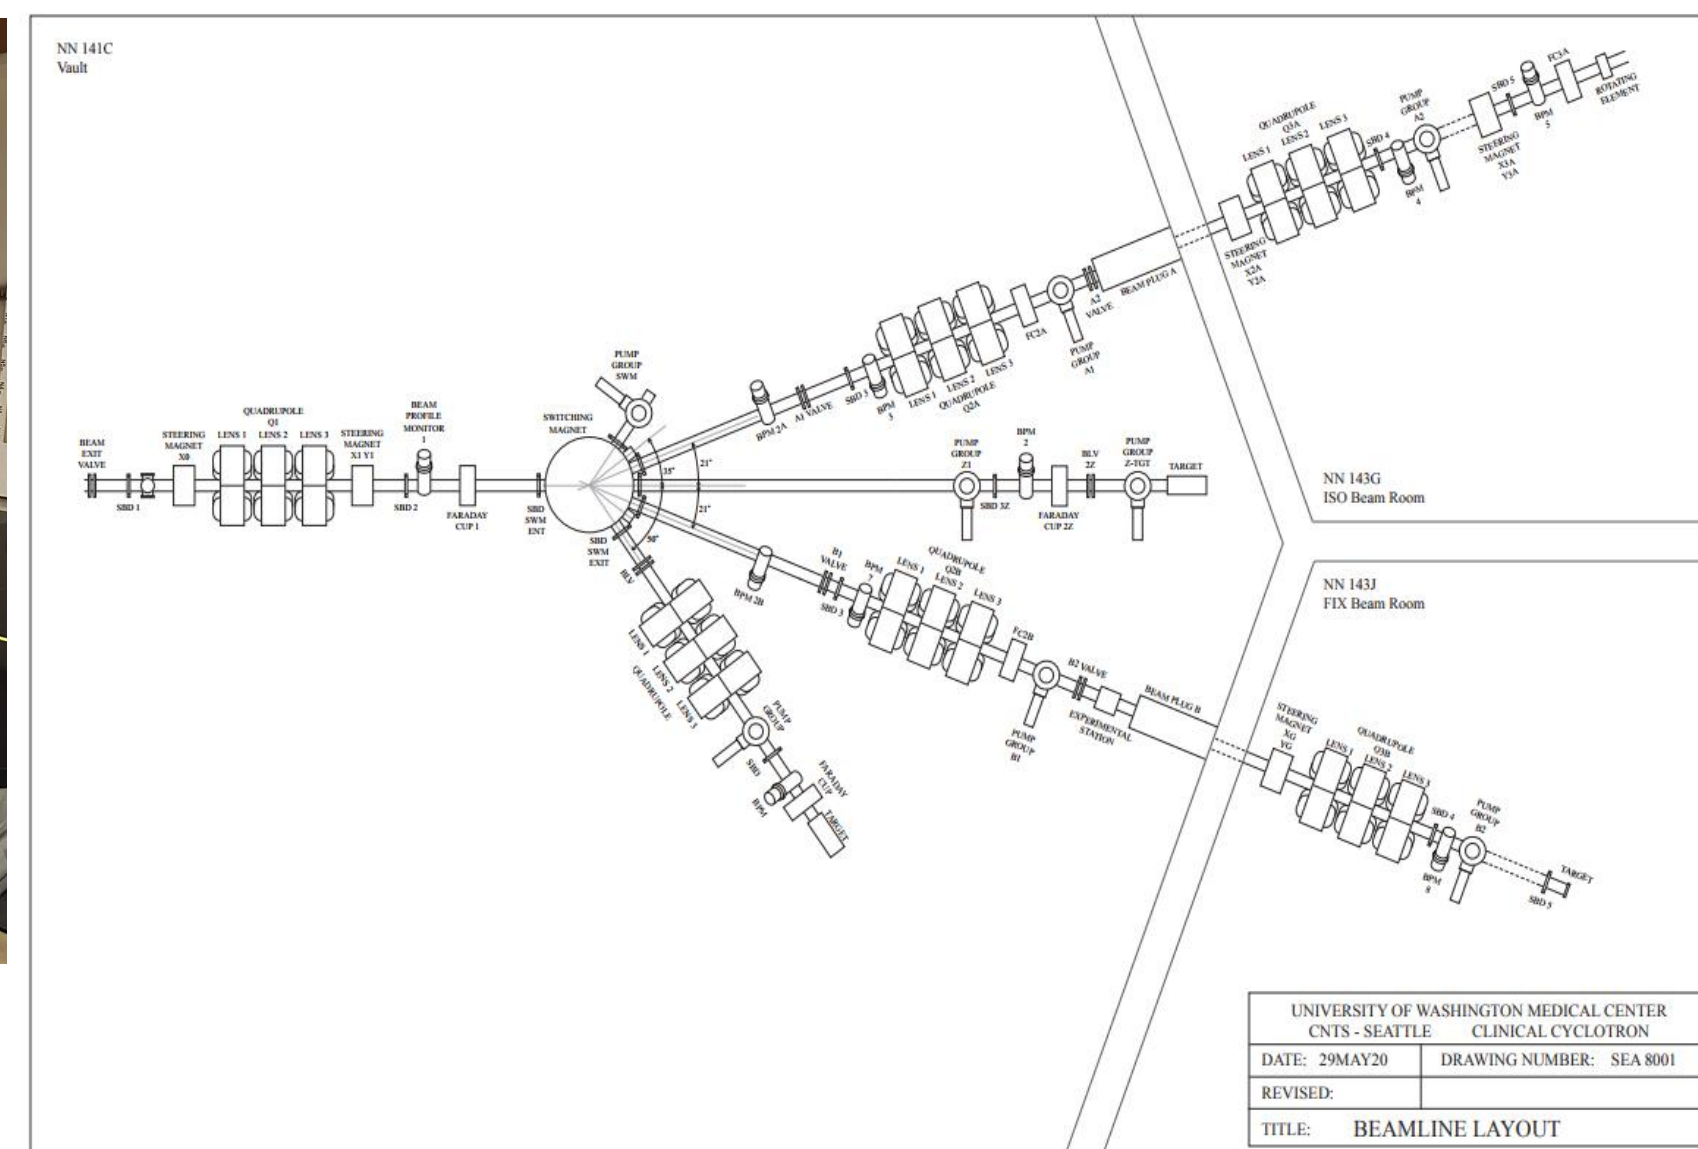 NN 141C
Vault
BEAM
EXIT
VALVE
SBD 1
STEERING
MAGNET
X0
QUADRUPOLE
Q1
LENS 1
LENS 2
LENS 3
STEERING
MAGNET
X1 Y1
SBD 2
BEAM
PROFILE
MONITOR
1
FARADAY
CUP 1
SBD
SWM
ENT
SWITCHING
MAGNET
PUMP
GROUP
SWM
SBD
SWM
EXIT
35°
21°
21°
50°
BPM 2A
A1 VALVE
SBD 3
BPM
3
LENS 1
LENS 2
LENS 3
QUADRUPOLE
Q2A
FC2A
PUMP
GROUP
A1
A2
VALVE
BEAM PLUG A
STEERING
MAGNET
X2A
Y2A
QUADRUPOLE
Q3A
LENS 1
LENS 2
LENS 3
SBD 4
BPM
4
PUMP
GROUP
A2
STEERING
MAGNET
X3A
Y3A
SBD 5
BPM
5
FC3A
ROTATING
ELEMENT
PUMP
GROUP
Z1
SBD 3Z
BPM
2
FARADAY
CUP 2Z
BLV
2Z
PUMP
GROUP
Z-TGT
TARGET
NN 143G
ISO Beam Room
BPM 2B
B1
VALVE
SBD 3
BPM
7
LENS 1
QUADRUPOLE
Q2B
LENS 2
LENS 3
FC2B
PUMP
GROUP
B1
B2 VALVE
EXPERIMENTAL
STATION
BEAM PLUG B
NN 143J
FIX Beam Room
STEERING
MAGNET
XG
YG
LENS 1
QUADRUPOLE
Q3B
LENS 2
LENS 3
SBD 4
BPM
8
PUMP
GROUP
B2
SBD 5
TARGET
BLV
LENS 1
LENS 2
LENS 3
QUADRUPOLE
PUMP
GROUP
SBD
BPM
FARADAY
CUP
TARGET
UNIVERSITY OF WASHINGTON MEDICAL CENTER
CNTS - SEATTLE CLINICAL CYCLOTRON
DATE: 29MAY20 DRAWING NUMBER: SEA 8001
REVISED:
TITLE: BEAMLINE LAYOUT